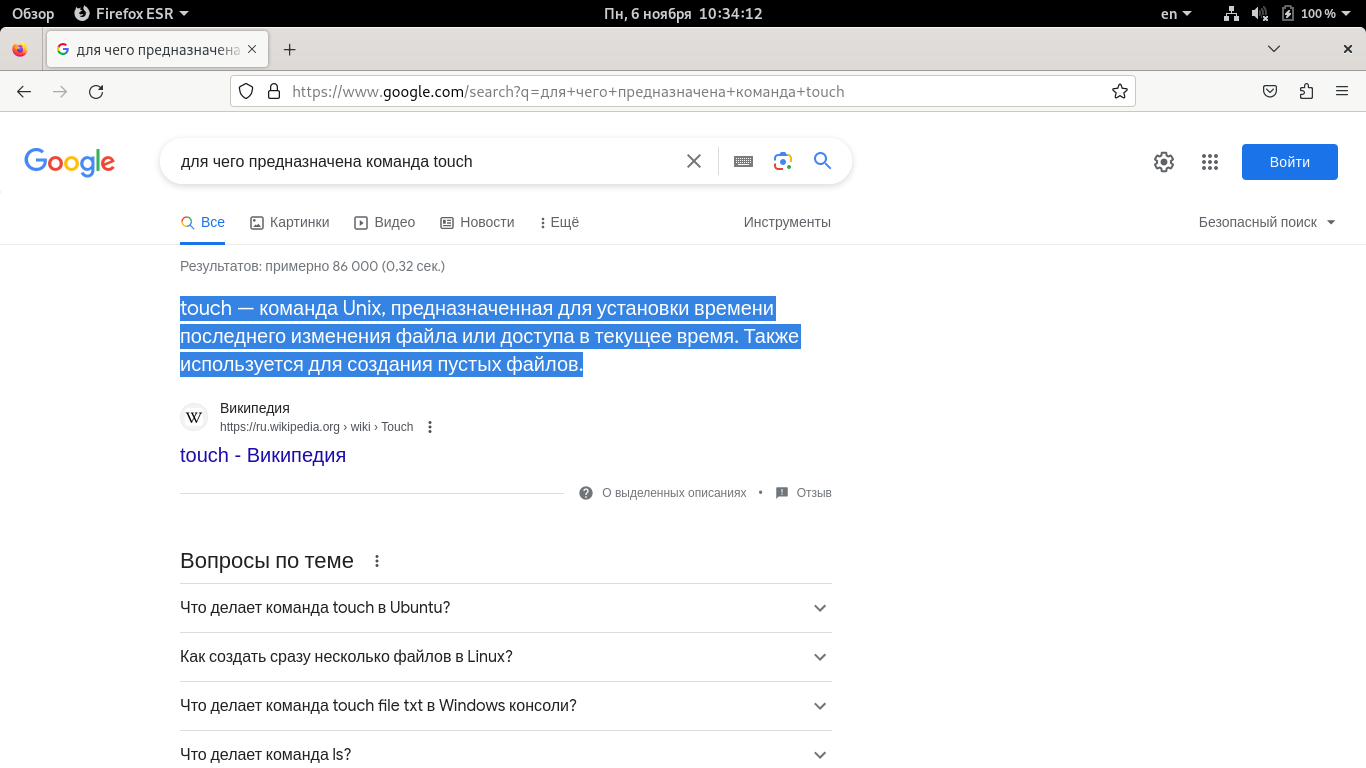 Обзор Firefox ESR Пн, 6 ноября 10:34:12 en 100 %
для чего предназначена
https://www.google.com/search?q=для+чего+предназначена+команда+touch
Google для чего предназначена команда touch Войти
Все Картинки Видео Новости Ещё Инструменты Безопасный поиск
Результатов: примерно 86 000 (0,32 сек.)
touch — команда Unix, предназначенная для установки времени
последнего изменения файла или доступа в текущее время. Также
используется для создания пустых файлов.
W Википедия
https://ru.wikipedia.org › wiki › Touch
touch - Википедия
О выделенных описаниях • Отзыв
Вопросы по теме
Что делает команда touch в Ubuntu?
Как создать сразу несколько файлов в Linux?
Что делает команда touch file txt в Windows консоли?
Что делает команда ls?